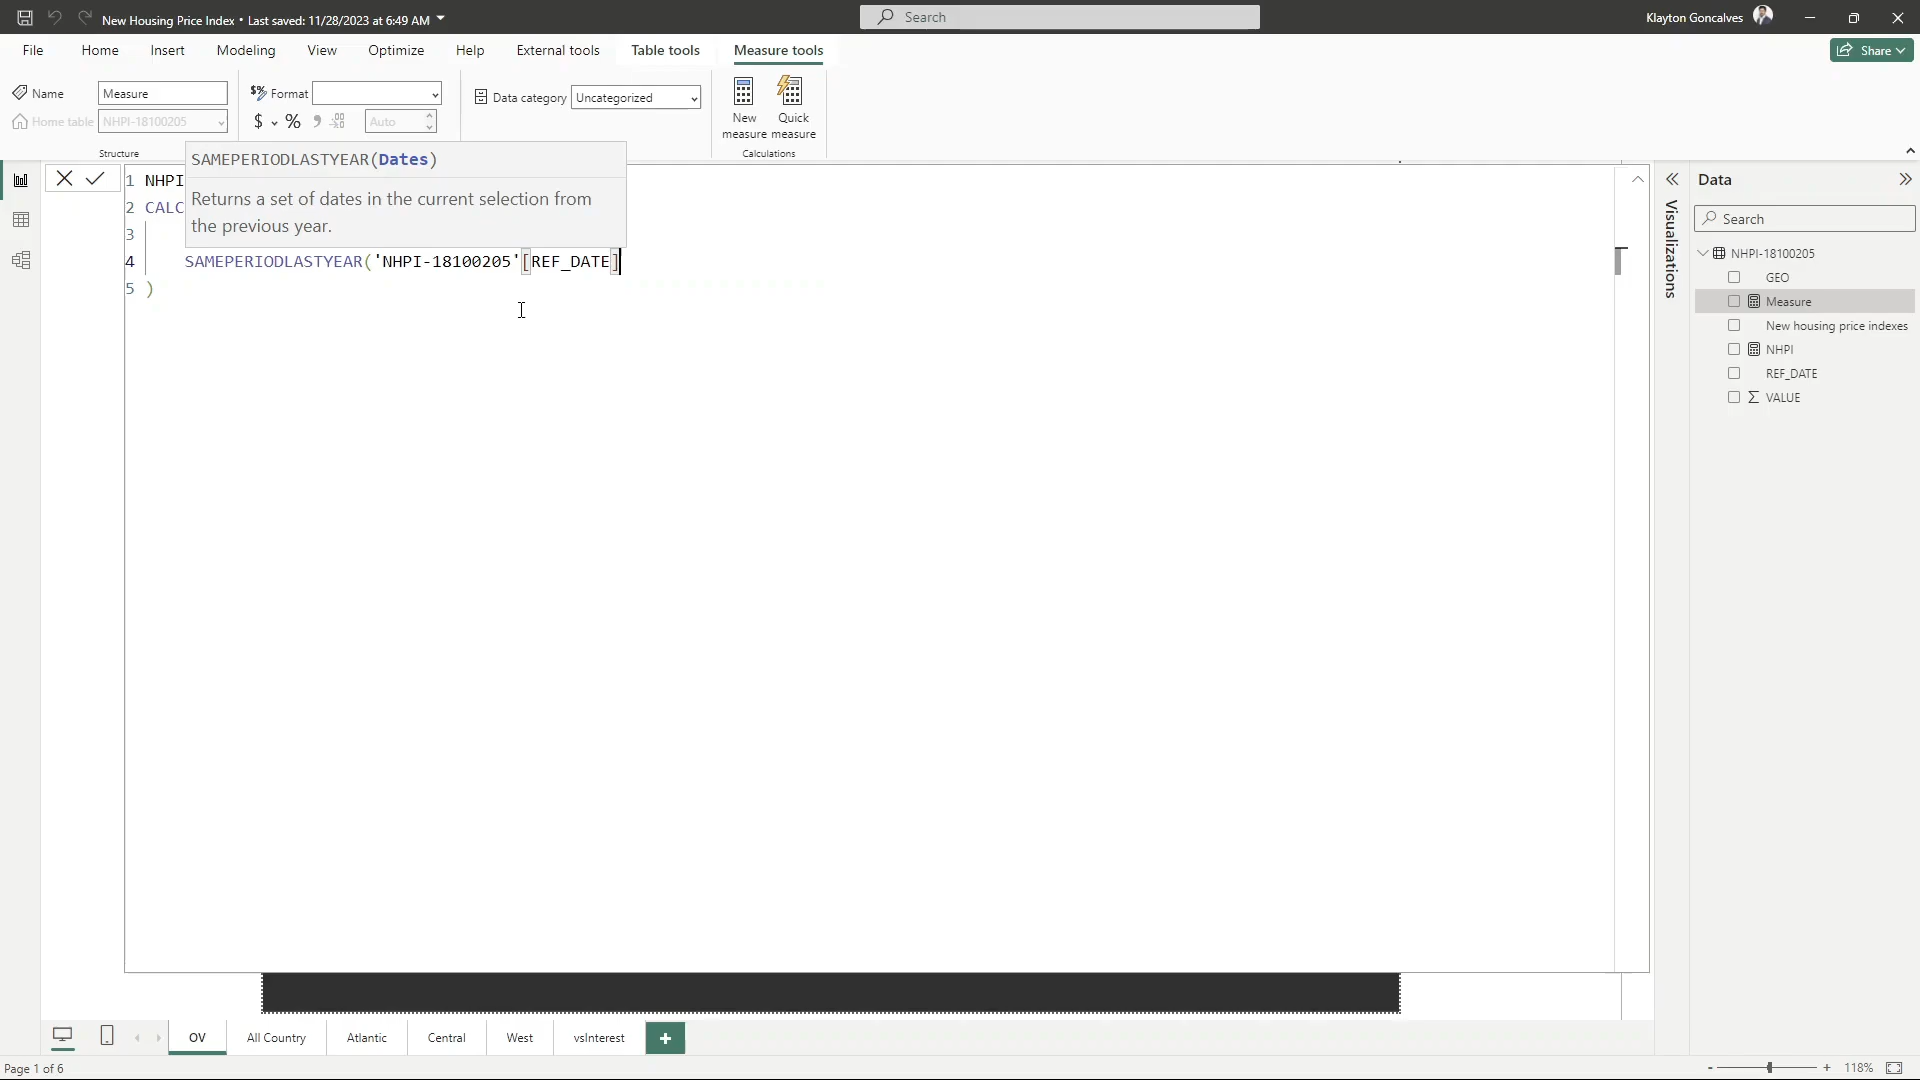 New Housing Price Index • Last saved: 11/28/2023 at 6:49 AM
Search
Klayton Goncalves
File Home Insert Modeling View Optimize Help External tools Table tools Measure tools
Share
Name Measure
Format
Data category Uncategorized
New measure
Quick measure
Home table NHPI-18100205
$ % Auto
Structure
Calculations
SAMEPERIODLASTYEAR(Dates)
Returns a set of dates in the current selection from
the previous year.
1 NHPI
2 CALC
3
4 SAMEPERIODLASTYEAR('NHPI-18100205'[REF_DATE]
5 )
Visualizations
Data
Search
NHPI-18100205
GEO
Measure
New housing price indexes
NHPI
REF_DATE
Σ VALUE
OV All Country Atlantic Central West vsInterest +
Page 1 of 6
- + 118%